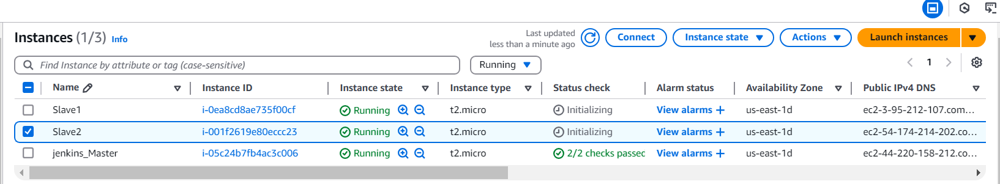 Instances (1/3) Info
Last updated
less than a minute ago
Connect
Instance state
Actions
Launch instances
Find Instance by attribute or tag (case-sensitive)
Running
1
Name Instance ID Instance state Instance type Status check Alarm status Availability Zone Public IPv4 DNS
Slave1 i-0ea8cd8ae735f00cf Running t2.micro Initializing View alarms + us-east-1d ec2-3-95-212-107.com...
Slave2 i-001f2619e80eccc23 Running t2.micro Initializing View alarms + us-east-1d ec2-54-174-214-202.co...
jenkins_Master i-05c24b7fb4ac3c006 Running t2.micro 2/2 checks passec View alarms + us-east-1d ec2-44-220-158-212.co...